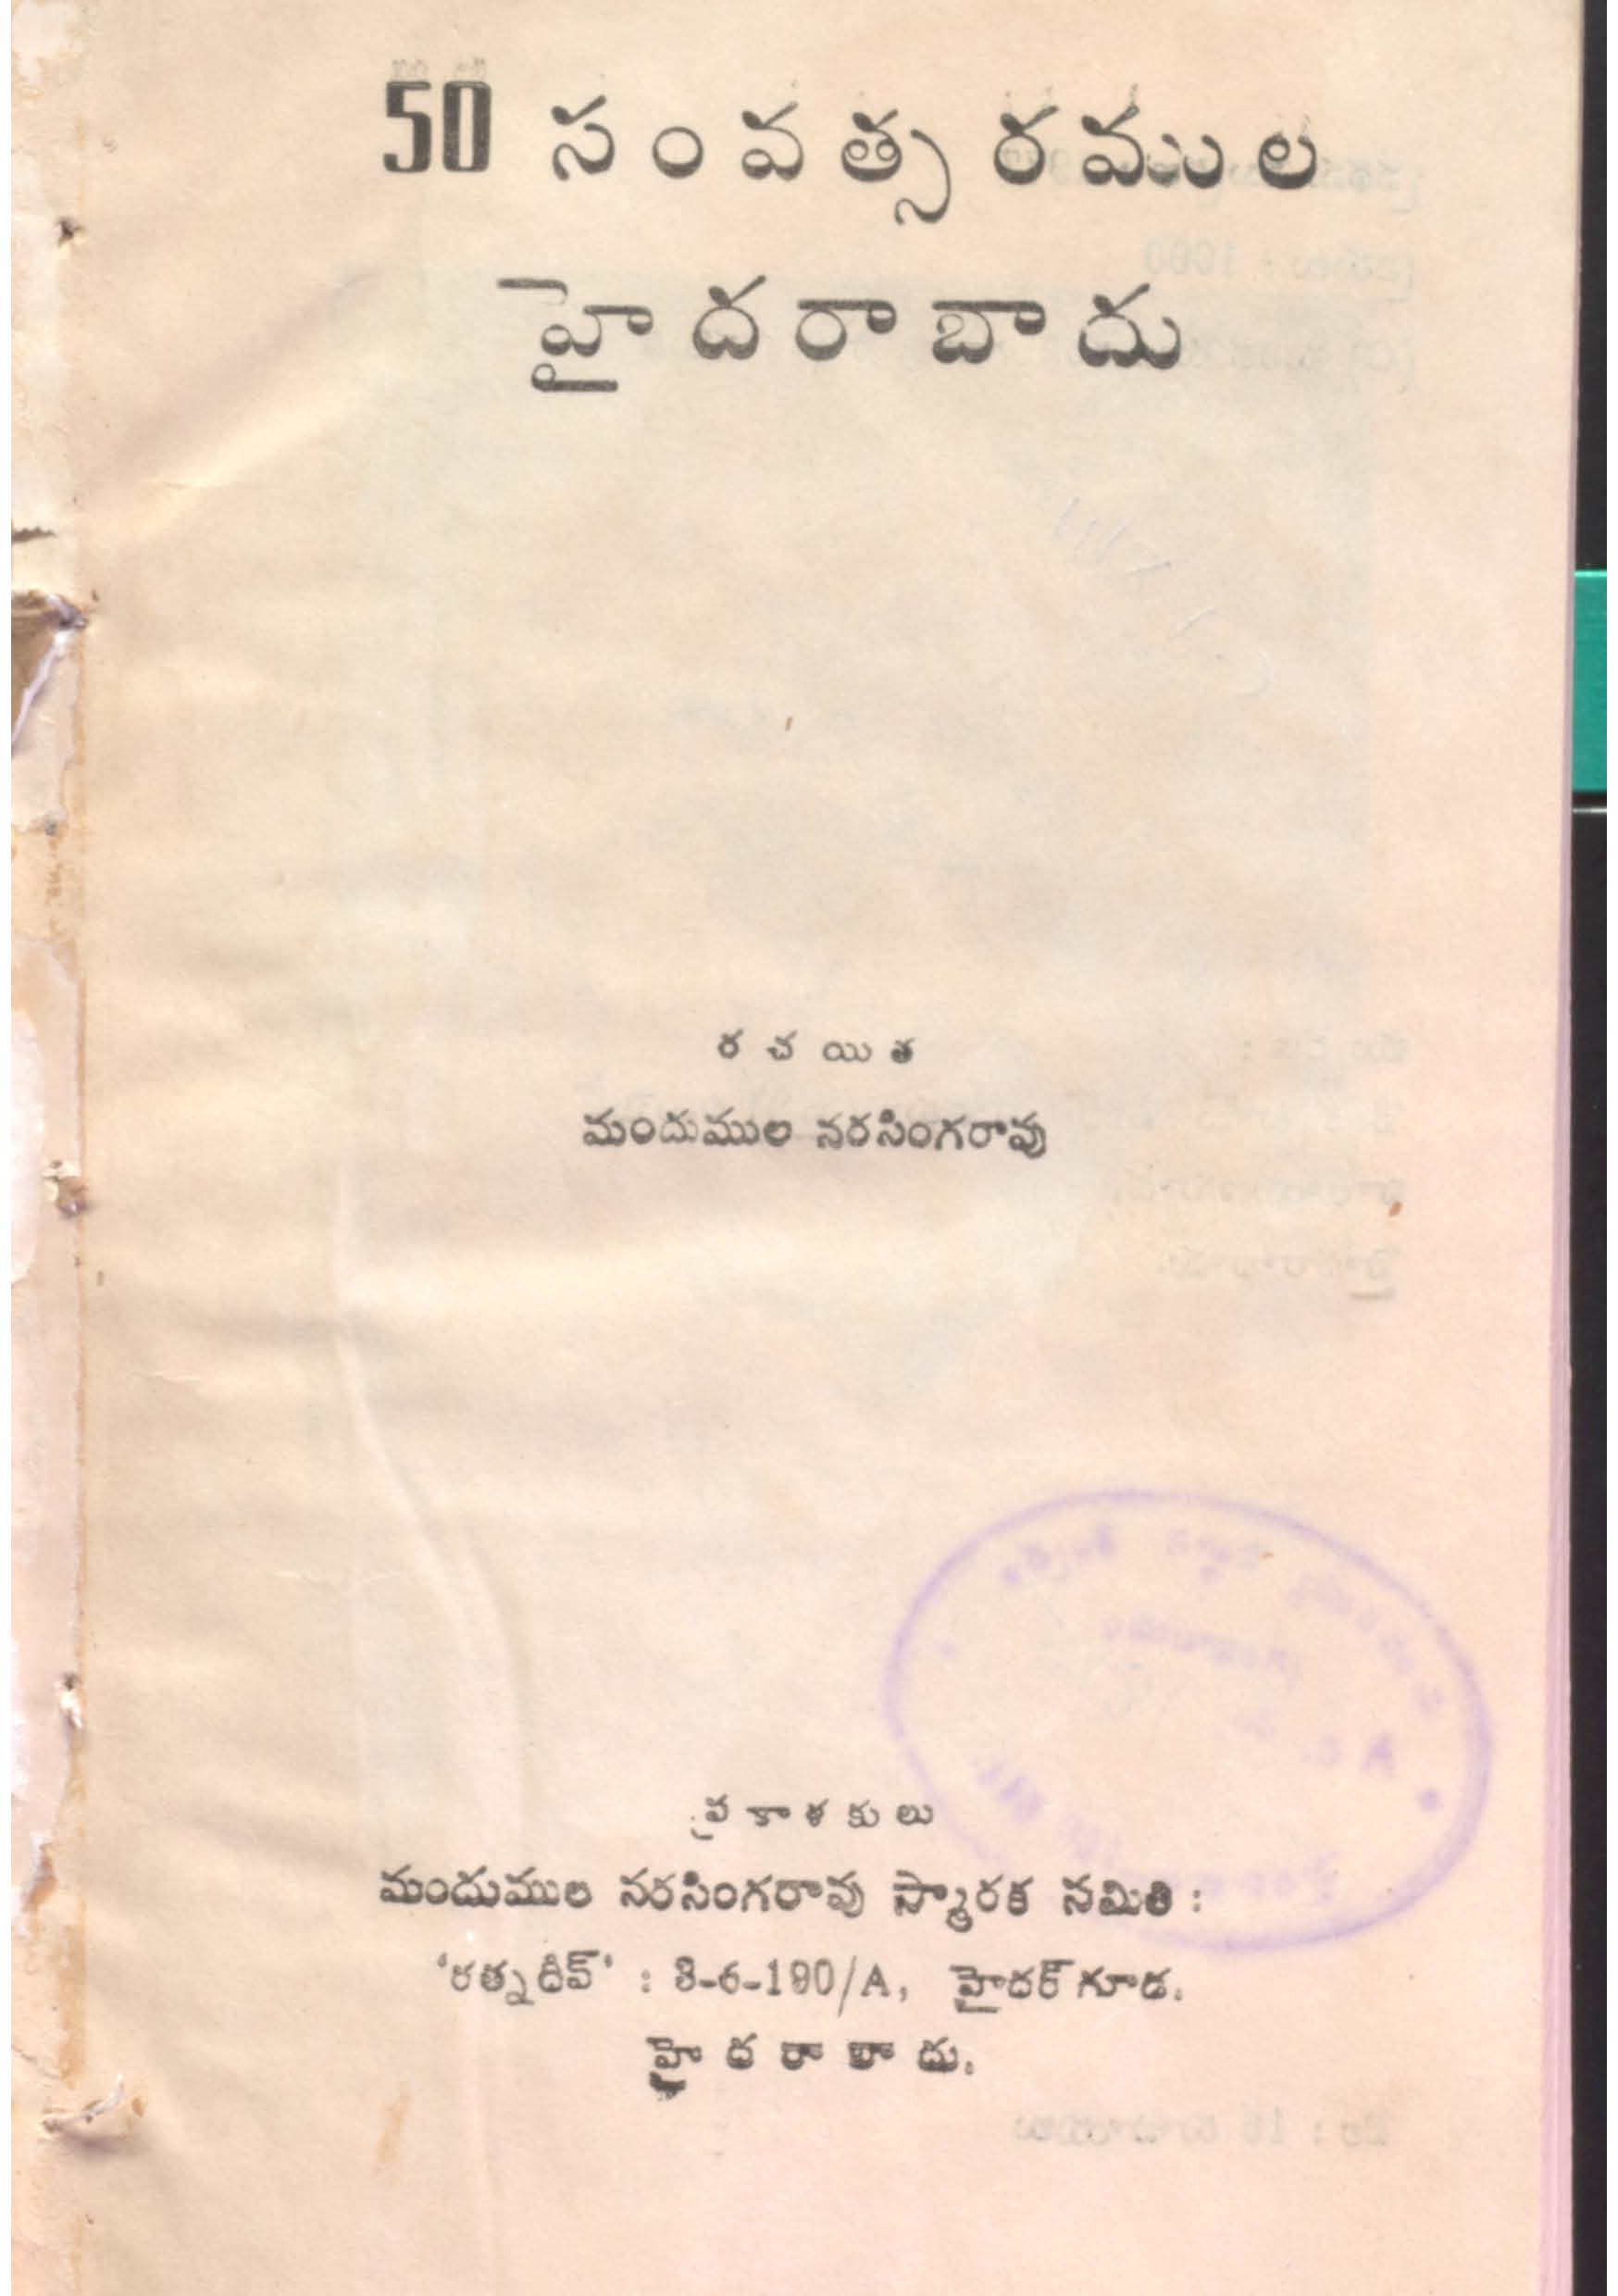 50 సంవత్సరముల
హైదరాబాదు
రచయిత
మందుముల నరసింగరావు
ప్రకాశకులు
మందుముల నరసింగరావు స్మారక సమితి :
'రత్నదీప్' : 3-6-190/A, హైదర్‌గూడ.
హైదరాబాదు.